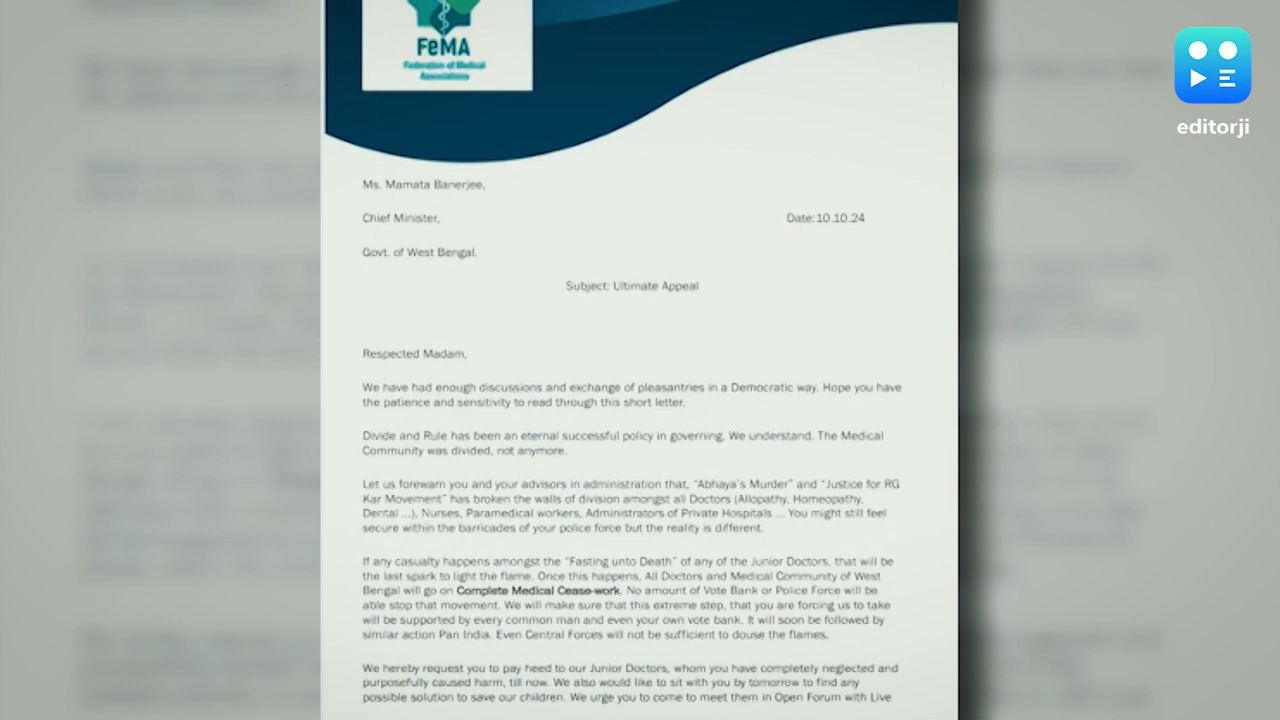 FeMA
Federation of Medical
Associations
editorji
Ms. Mamata Banerjee,
Chief Minister,
Date:10.10.24
Govt. of West Bengal.
Subject: Ultimate Appeal
Respected Madam,
We have had enough discussions and exchange of pleasantries in a Democratic way. Hope you have
the patience and sensitivity to read through this short letter.
Divide and Rule has been an eternal successful policy in governing. We understand. The Medical
Community was divided, not anymore.
Let us forewarn you and your advisors in administration that, "Abhaya's Murder" and "Justice for RG
Kar Movement" has broken the walls of division amongst all Doctors (Allopathy, Homeopathy,
Dental ...), Nurses, Paramedical workers, Administrators of Private Hospitals ... You might still feel
secure within the barricades of your police force but the reality is different.
If any casualty happens amongst the "Fasting unto Death" of any of the Junior Doctors, that will be
the last spark to light the flame. Once this happens, All Doctors and Medical Community of West
Bengal will go on Complete Medical Cease-work. No amount of Vote Bank or Police Force will be
able stop that movement. We will make sure that this extreme step, that you are forcing us to take
will be supported by every common man and even your own vote bank. It will soon be followed by
similar action Pan India. Even Central Forces will not be sufficient to douse the flames.
We hereby request you to pay heed to our Junior Doctors, whom you have completely neglected and
purposefully caused harm, till now. We also would like to sit with you by tomorrow to find any
possible solution to save our children. We urge you to come to meet them in Open Forum with Live